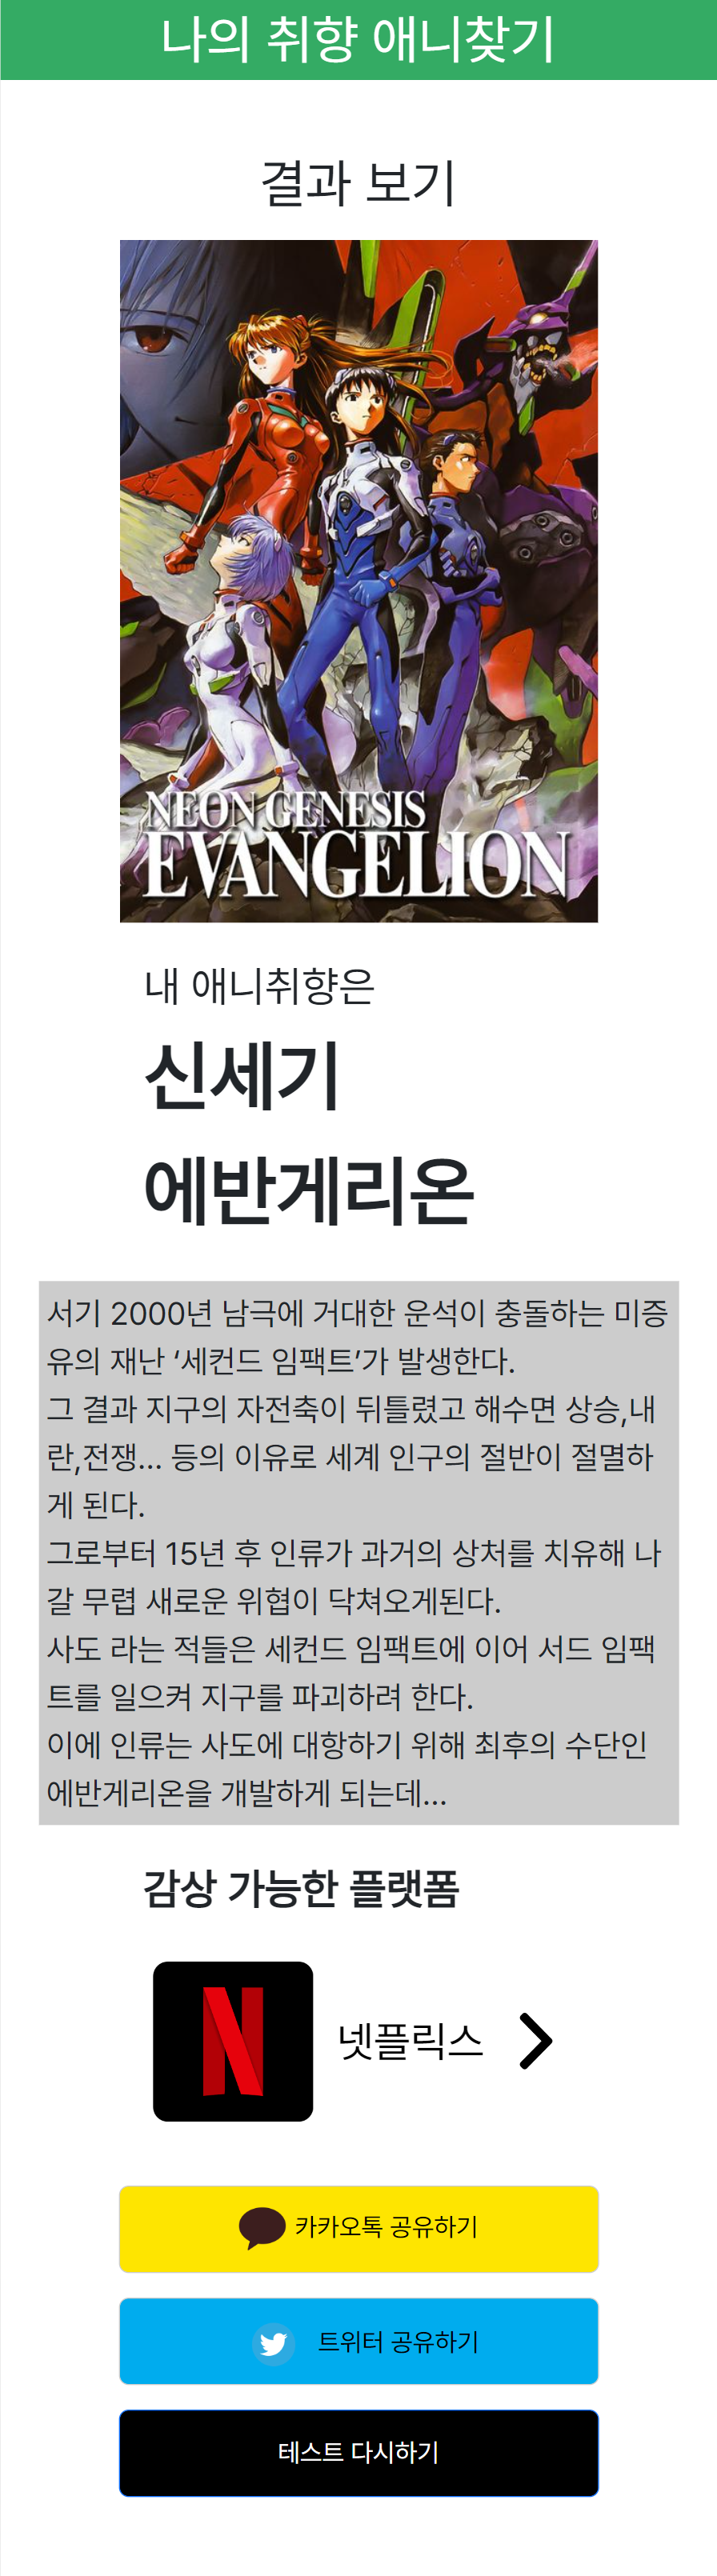 나의 취향 애니찾기
결과 보기
NEON GENESIS
EVANGELION
내 애니취향은
신세기
에반게리온
서기 2000년 남극에 거대한 운석이 충돌하는 미증
유의 재난 ‘세컨드 임팩트’가 발생한다.
그 결과 지구의 자전축이 뒤틀렸고 해수면 상승,내
란,전쟁... 등의 이유로 세계 인구의 절반이 절멸하
게 된다.
그로부터 15년 후 인류가 과거의 상처를 치유해 나
갈 무렵 새로운 위협이 닥쳐오게된다.
사도 라는 적들은 세컨드 임팩트에 이어 서드 임팩
트를 일으켜 지구를 파괴하려 한다.
이에 인류는 사도에 대항하기 위해 최후의 수단인
에반게리온을 개발하게 되는데...
감상 가능한 플랫폼
N
넷플릭스
카카오톡 공유하기
트위터 공유하기
테스트 다시하기